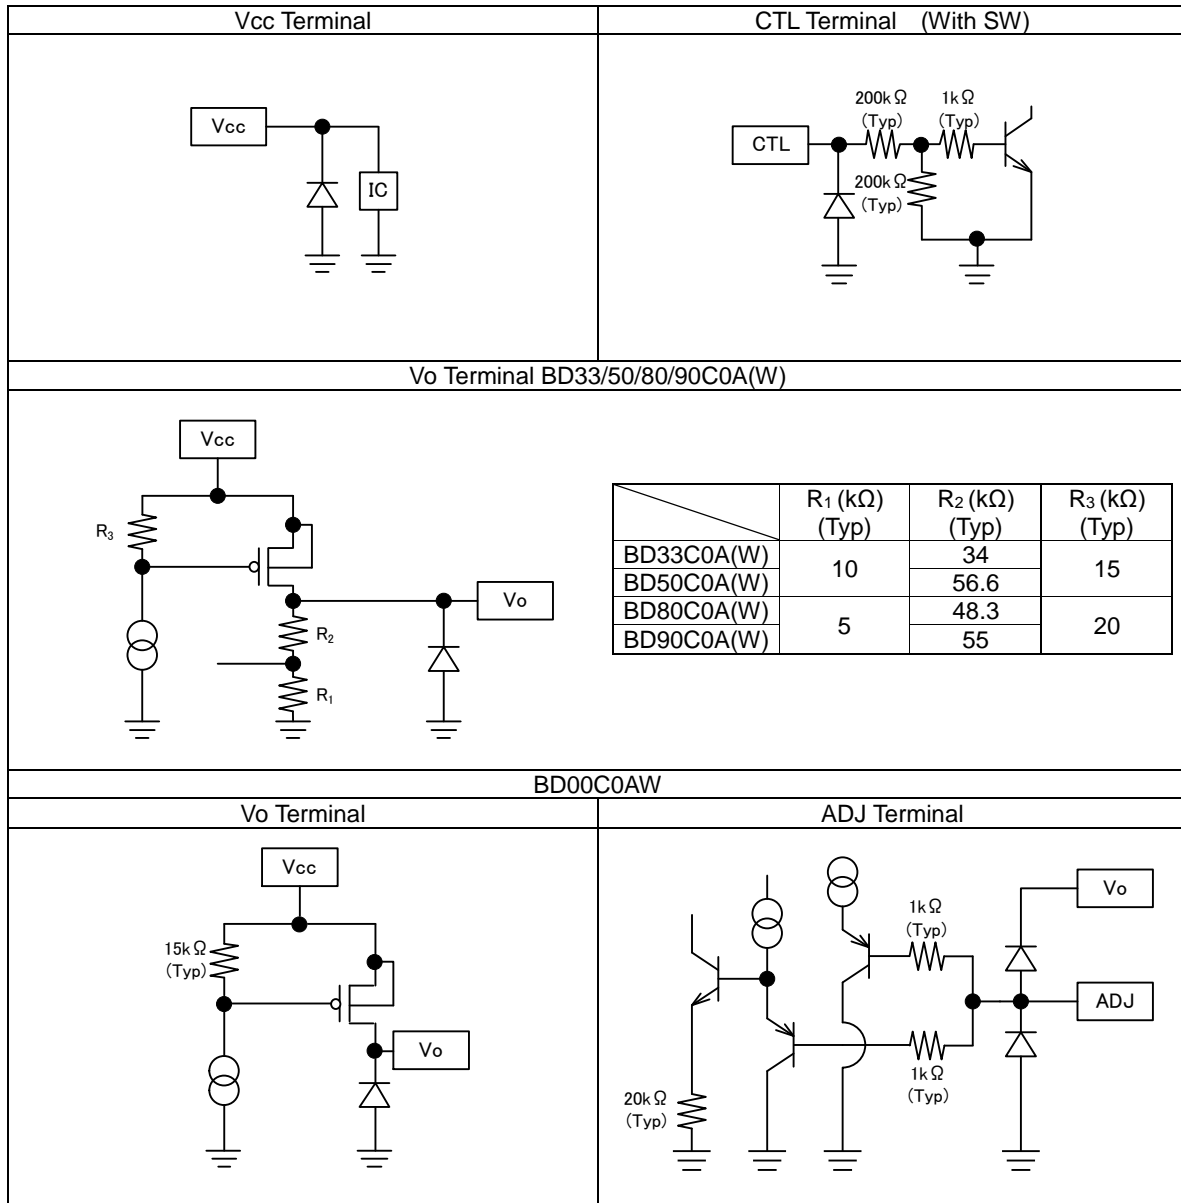 Vcc Terminal
CTL Terminal (With SW)
Vcc
IC
200kΩ
(Typ)
1kΩ
(Typ)
CTL
200kΩ
(Typ)
Vo Terminal BD33/50/80/90C0A(W)
Vcc
R3
Vo
R2
R1
R1 (kΩ) (Typ) R2 (kΩ) (Typ) R3 (kΩ) (Typ)
BD33C0A(W) 10 34 15
BD50C0A(W) 56.6
BD80C0A(W) 5 48.3 20
BD90C0A(W) 55
BD00C0AW
Vo Terminal
ADJ Terminal
Vcc
15kΩ
(Typ)
Vo
1kΩ
(Typ)
Vo
ADJ
1kΩ
(Typ)
20kΩ
(Typ)